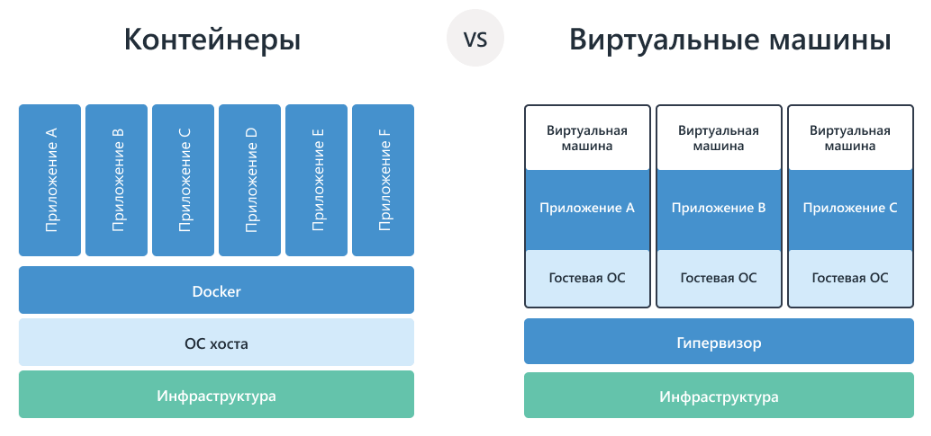 Контейнеры
VS
Виртуальные машины
Приложение A
Приложение B
Приложение C
Приложение D
Приложение E
Приложение F
Docker
ОС хоста
Инфраструктура
Виртуальная
машина
Приложение A
Гостевая ОС
Виртуальная
машина
Приложение B
Гостевая ОС
Виртуальная
машина
Приложение C
Гостевая ОС
Гипервизор
Инфраструктура